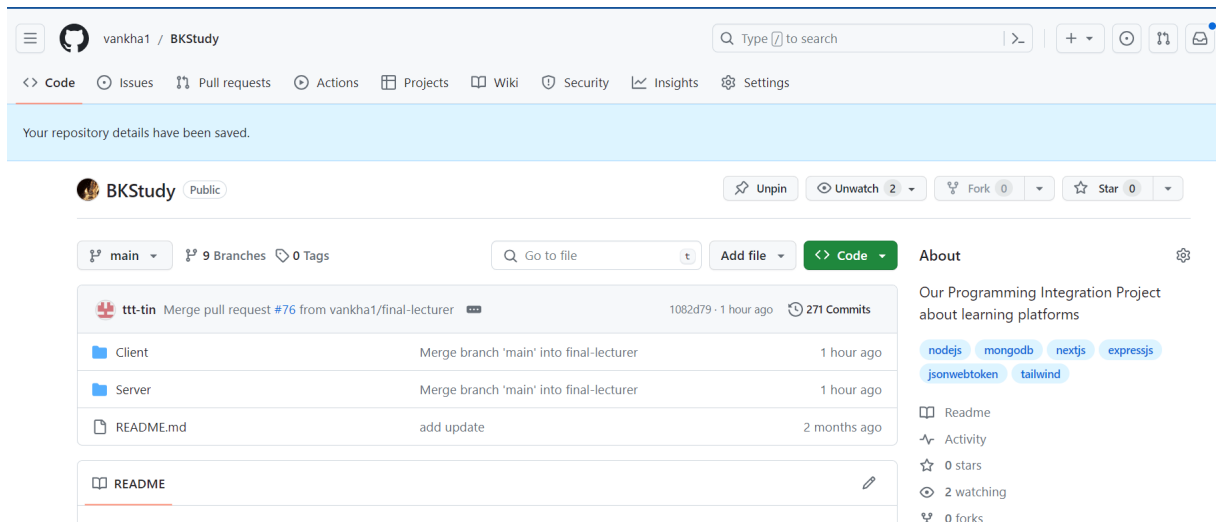 vankha1 / BKStudy
Type / to search
Code Issues Pull requests Actions Projects Wiki Security Insights Settings
Your repository details have been saved.
BKStudy Public
Unpin Unwatch 2 Fork 0 Star 0
main 9 Branches 0 Tags Go to file t Add file Code
About
Our Programming Integration Project
about learning platforms
ttt-tin Merge pull request #76 from vankha1/final-lecturer 1082d79 · 1 hour ago 271 Commits
Client Merge branch 'main' into final-lecturer 1 hour ago
Server Merge branch 'main' into final-lecturer 1 hour ago
README.md add update 2 months ago
nodejs mongodb nextjs expressjs
jsonwebtoken tailwind
README
Readme
Activity
0 stars
2 watching
0 forks